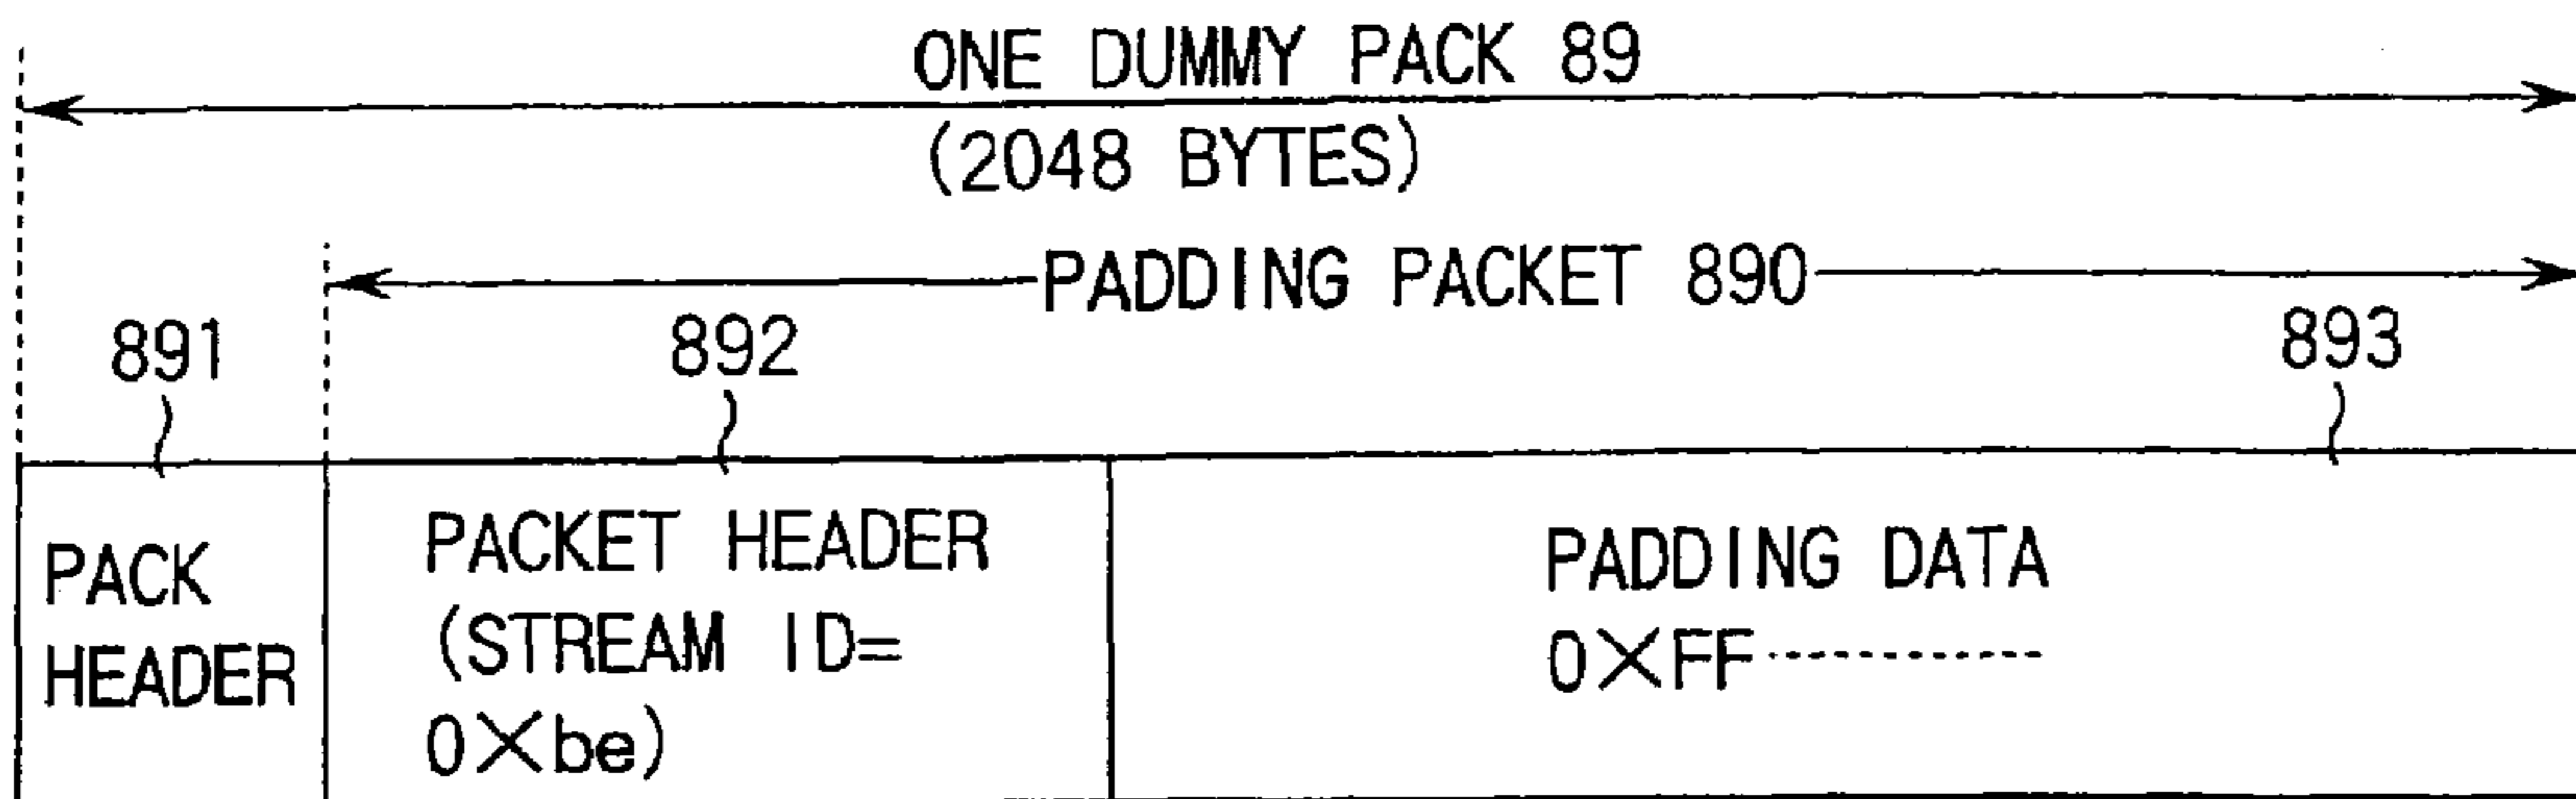 ONE DUMMY PACK 89
(2048 BYTES)
PADDING PACKET 890
891
892
893
PACK
HEADER
PACKET HEADER
(STREAM ID=
0×be)
PADDING DATA
0×FF-----------